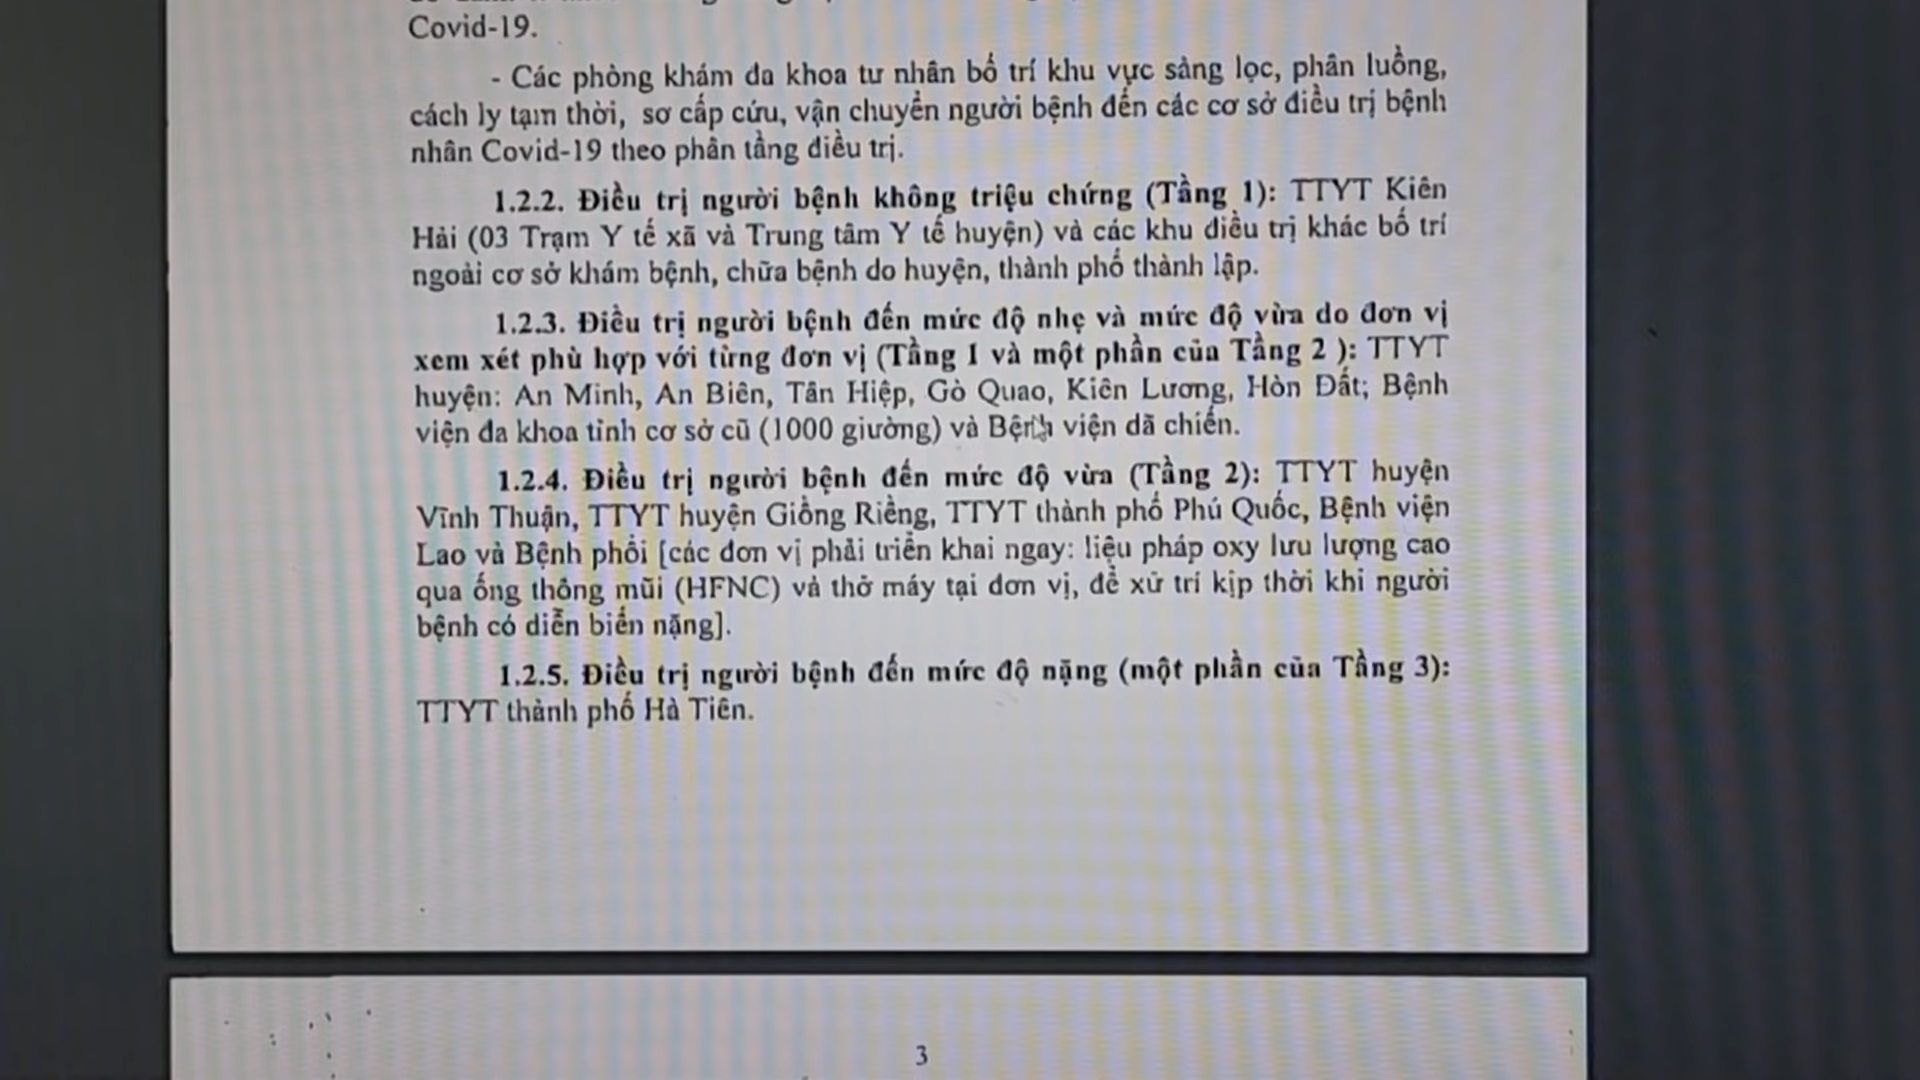 Covid-19.
- Các phòng khám đa khoa tư nhân bố trí khu vực sàng lọc, phân luồng,
cách ly tạm thời, sơ cấp cứu, vận chuyển người bệnh đến các cơ sở điều trị bệnh
nhân Covid-19 theo phân tầng điều trị.
1.2.2. Điều trị người bệnh không triệu chứng (Tầng 1): TTYT Kiên
Hải (03 Trạm Y tế xã và Trung tâm Y tế huyện) và các khu điều trị khác bố trí
ngoài cơ sở khám bệnh, chữa bệnh do huyện, thành phố thành lập.
1.2.3. Điều trị người bệnh đến mức độ nhẹ và mức độ vừa do đơn vị
xem xét phù hợp với từng đơn vị (Tầng 1 và một phần của Tầng 2 ): TTYT
huyện: An Minh, An Biên, Tân Hiệp, Gò Quao, Kiên Lương, Hòn Đất; Bệnh
viện đa khoa tỉnh cơ sở cũ (1000 giường) và Bệnh viện dã chiến.
1.2.4. Điều trị người bệnh đến mức độ vừa (Tầng 2): TTYT huyện
Vĩnh Thuận, TTYT huyện Giồng Riềng, TTYT thành phố Phú Quốc, Bệnh viện
Lao và Bệnh phổi [các đơn vị phải triển khai ngay: liệu pháp oxy lưu lượng cao
qua ống thông mũi (HFNC) và thở máy tại đơn vị, để xử trí kịp thời khi người
bệnh có diễn biến nặng].
1.2.5. Điều trị người bệnh đến mức độ nặng (một phần của Tầng 3):
TTYT thành phố Hà Tiên.
3